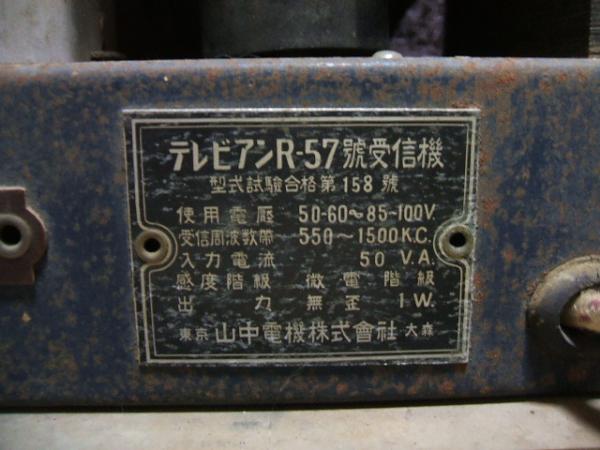 テレビアンR-57號受信機
型式試驗合格第158號
使用電壓 50-60~85-100V.
受信周波数帶 550~1500K.C.
入力電流 50 V.A.
感度階級 微電階級
出力 無歪 1W.
東京 山中電機株式會社 大森